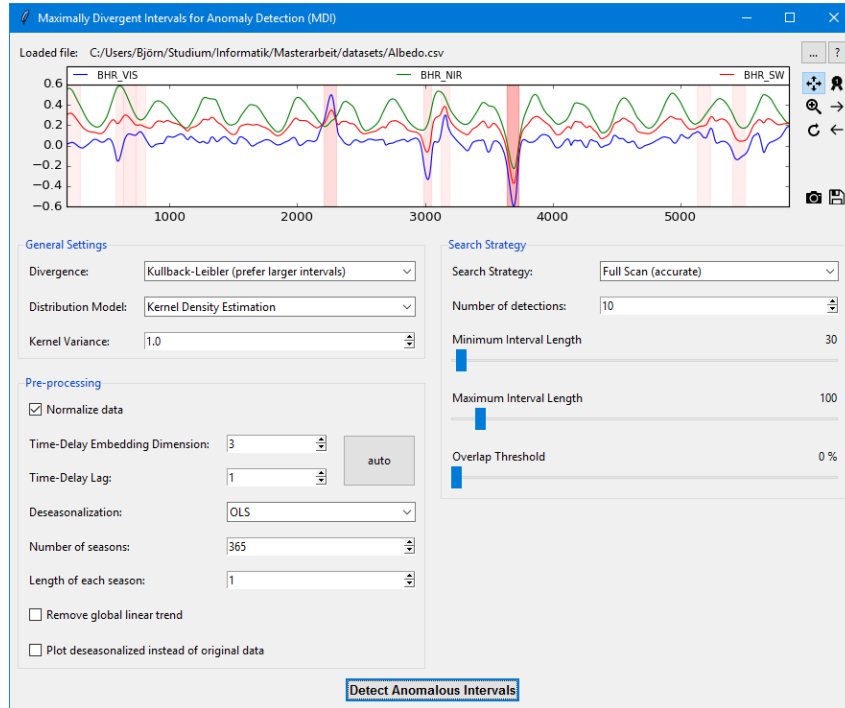 Maximally Divergent Intervals for Anomaly Detection (MDI)
Loaded file: C:/Users/Björn/Studium/Informatik/Masterarbeit/datasets/Albedo.csv
... ?
BHR_VIS BHR_NIR BHR_SW
0.6
0.4
0.2
0.0
−0.2
−0.4
−0.6
1000 2000 3000 4000 5000
General Settings
Divergence: Kullback-Leibler (prefer larger intervals)
Distribution Model: Kernel Density Estimation
Kernel Variance: 1.0
Pre-processing
Normalize data
Time-Delay Embedding Dimension: 3
auto
Time-Delay Lag: 1
Deseasonalization: OLS
Number of seasons: 365
Length of each season: 1
Remove global linear trend
Plot deseasonalized instead of original data
Search Strategy
Search Strategy: Full Scan (accurate)
Number of detections: 10
Minimum Interval Length 30
Maximum Interval Length 100
Overlap Threshold 0 %
Detect Anomalous Intervals